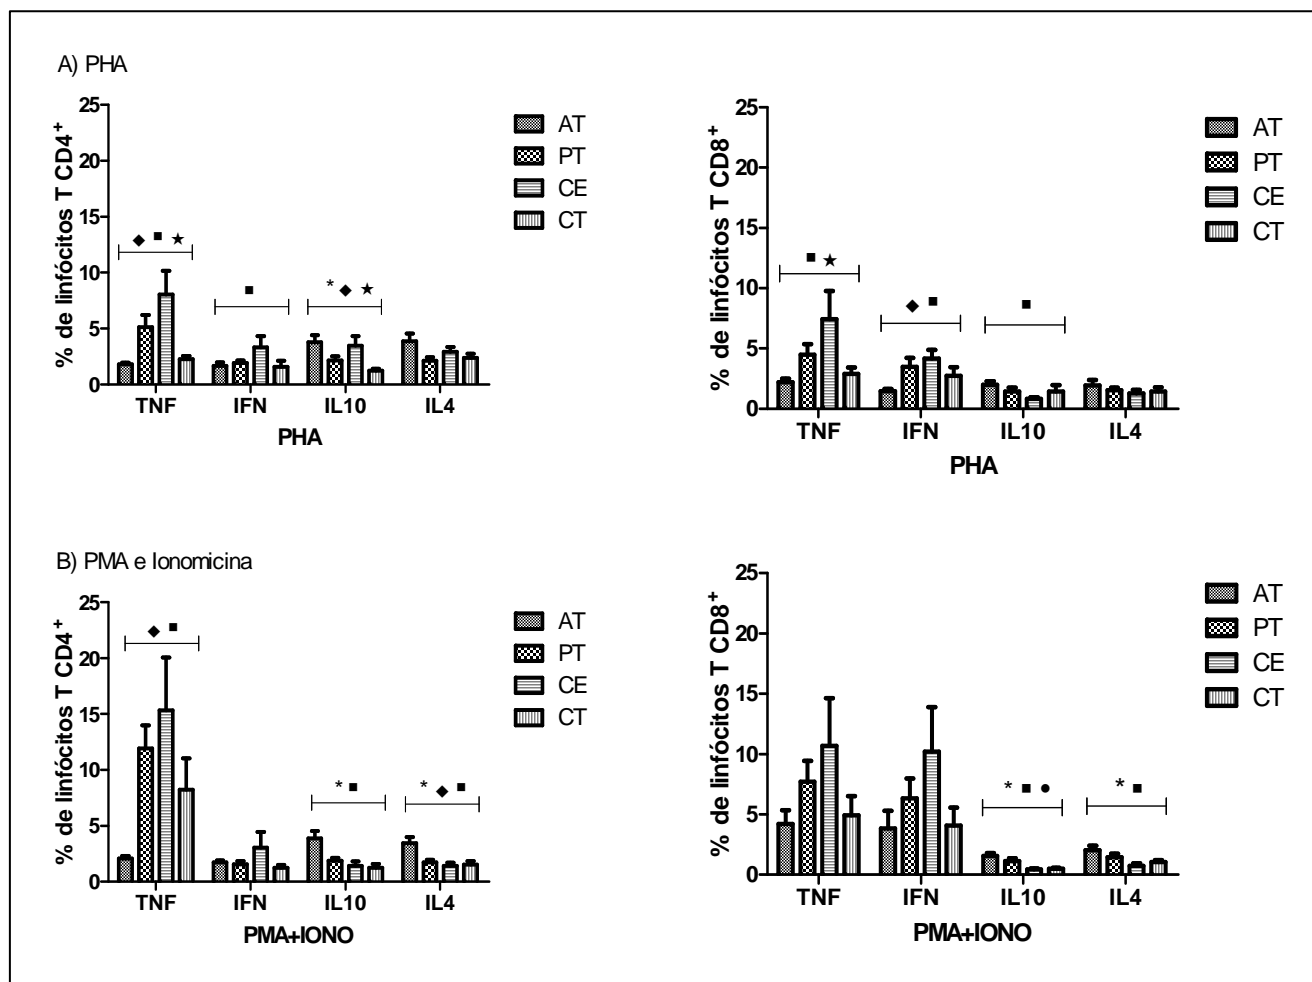 A) PHA
% de linfócitos T CD4+
25
20
15
10
5
0
◆ ■ ★
■
* ◆ ★
TNF IFN IL10 IL4
PHA
AT
PT
CE
CT
% de linfócitos T CD8+
25
20
15
10
5
0
■ ★
◆ ■
■
TNF IFN IL10 IL4
PHA
AT
PT
CE
CT
B) PMA e Ionomicina
% de linfócitos T CD4+
25
20
15
10
5
0
◆ ■
* ■
* ◆ ■
TNF IFN IL10 IL4
PMA+IONO
AT
PT
CE
CT
% de linfócitos T CD8+
25
20
15
10
5
0
* ■ ●
* ■
TNF IFN IL10 IL4
PMA+IONO
AT
PT
CE
CT